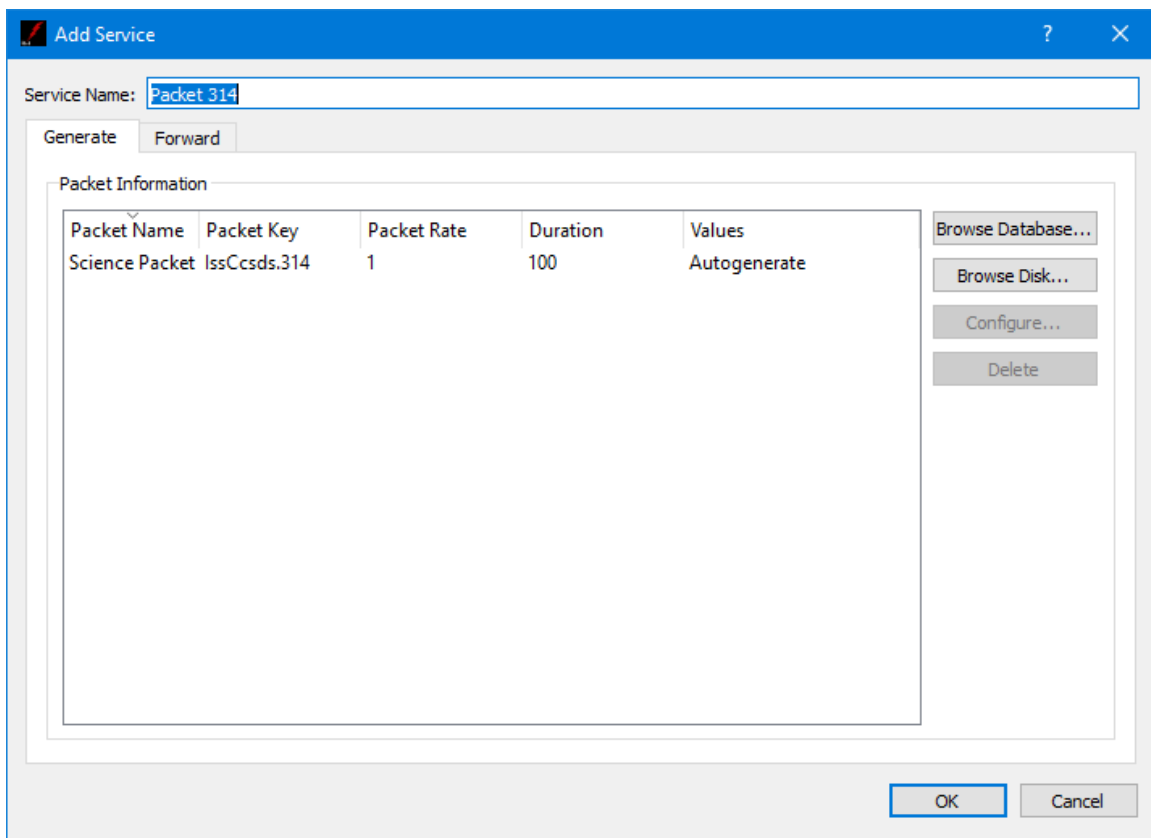 Add Service
Service Name: Packet 314
Generate Forward
Packet Information
Packet Name Packet Key Packet Rate Duration Values
Science Packet IssCcsds.314 1 100 Autogenerate
Browse Database...
Browse Disk...
Configure...
Delete
OK Cancel